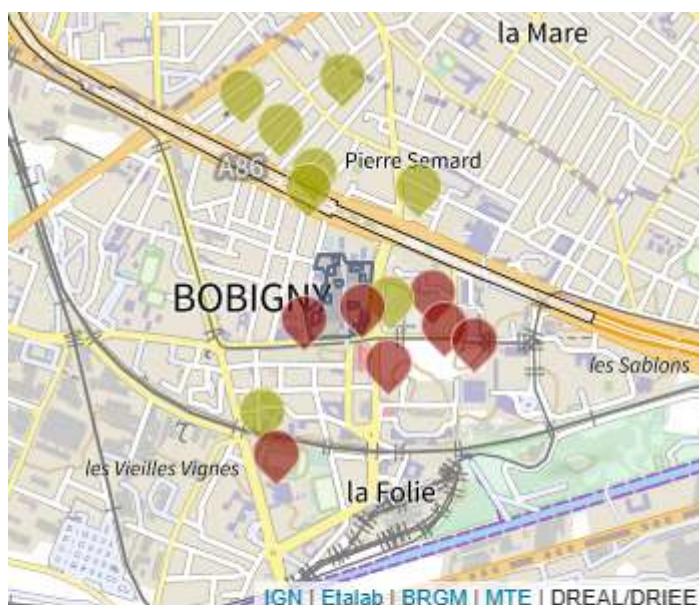 la Mare
Pierre Semard
A86
BOBIGNY
les Sablons
les Vieilles Vignes
la Folie
IGN | Etalab | BRGM | MTE | DREAL/DRIEE